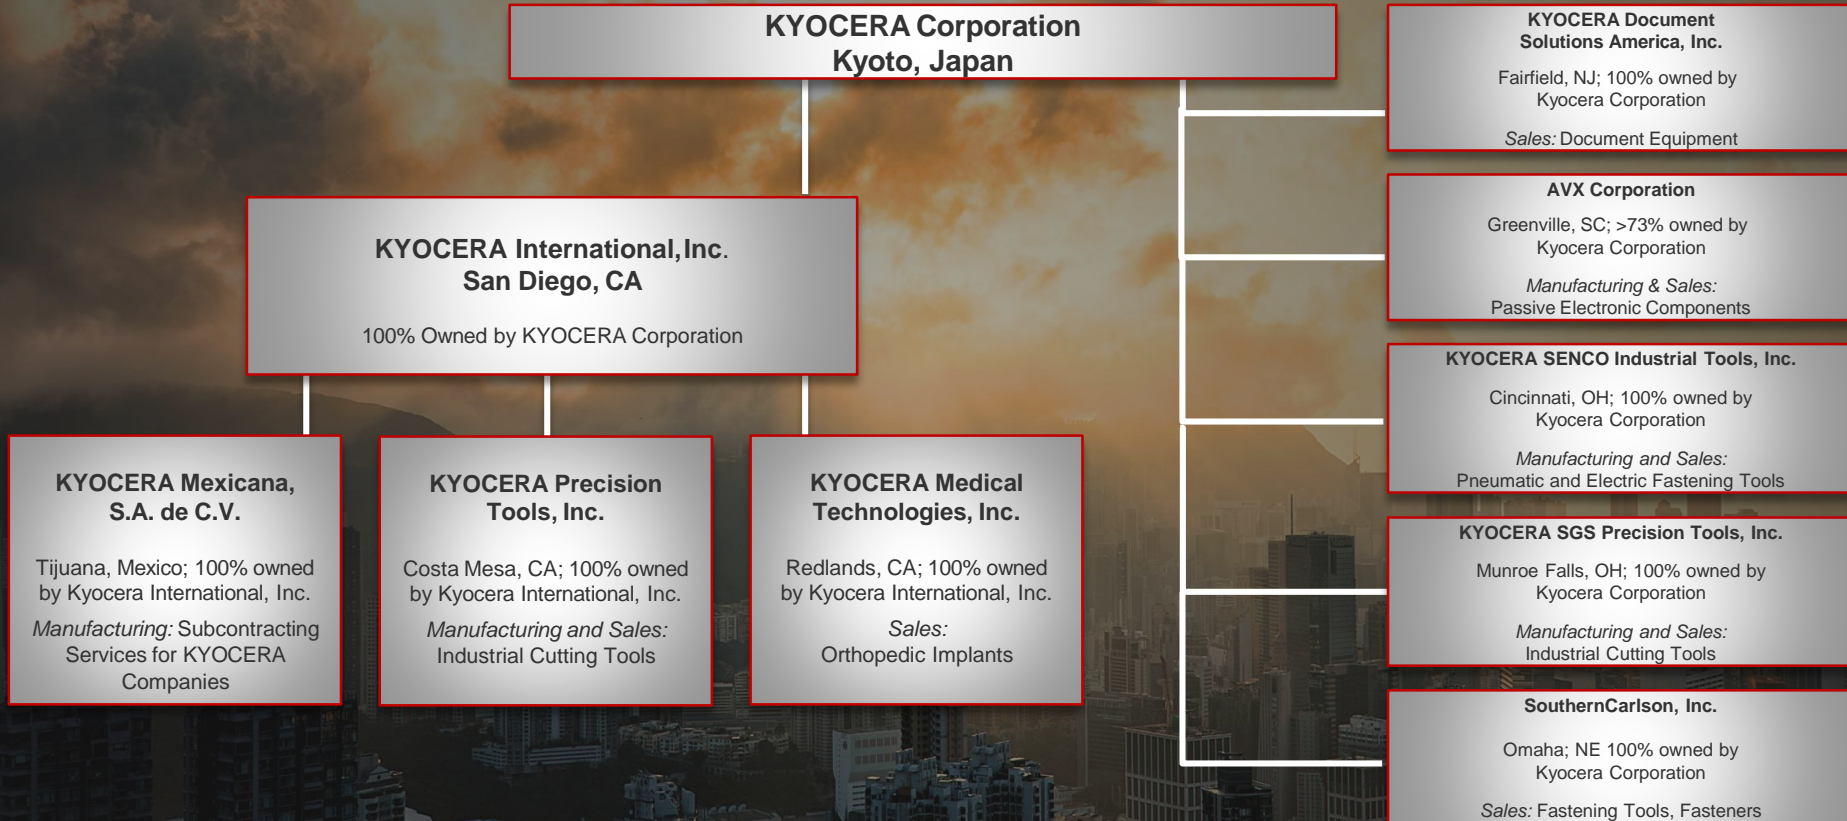 KYOCERA Corporation
Kyoto, Japan
KYOCERA International,Inc.
San Diego, CA
100% Owned by KYOCERA Corporation
KYOCERA Mexicana,
S.A. de C.V.
Tijuana, Mexico; 100% owned
by Kyocera International, Inc.
Manufacturing: Subcontracting
Services for KYOCERA
Companies
KYOCERA Precision
Tools, Inc.
Costa Mesa, CA; 100% owned
by Kyocera International, Inc.
Manufacturing and Sales:
Industrial Cutting Tools
KYOCERA Medical
Technologies, Inc.
Redlands, CA; 100% owned
by Kyocera International, Inc.
Sales:
Orthopedic Implants
KYOCERA Document
Solutions America, Inc.
Fairfield, NJ; 100% owned by
Kyocera Corporation
Sales: Document Equipment
AVX Corporation
Greenville, SC; >73% owned by
Kyocera Corporation
Manufacturing & Sales:
Passive Electronic Components
KYOCERA SENCO Industrial Tools, Inc.
Cincinnati, OH; 100% owned by
Kyocera Corporation
Manufacturing and Sales:
Pneumatic and Electric Fastening Tools
KYOCERA SGS Precision Tools, Inc.
Munroe Falls, OH; 100% owned by
Kyocera Corporation
Manufacturing and Sales:
Industrial Cutting Tools
SouthernCarlson, Inc.
Omaha; NE 100% owned by
Kyocera Corporation
Sales: Fastening Tools, Fasteners